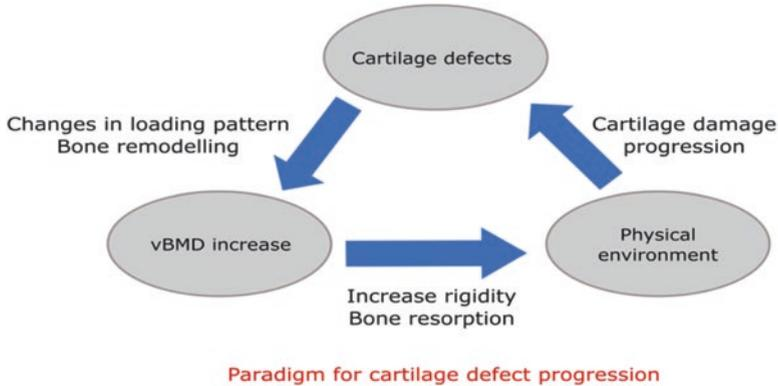 Cartilage defects
Changes in loading pattern
Bone remodelling
Cartilage damage
progression
vBMD increase
Physical
environment
Increase rigidity
Bone resorption
Paradigm for cartilage defect progression